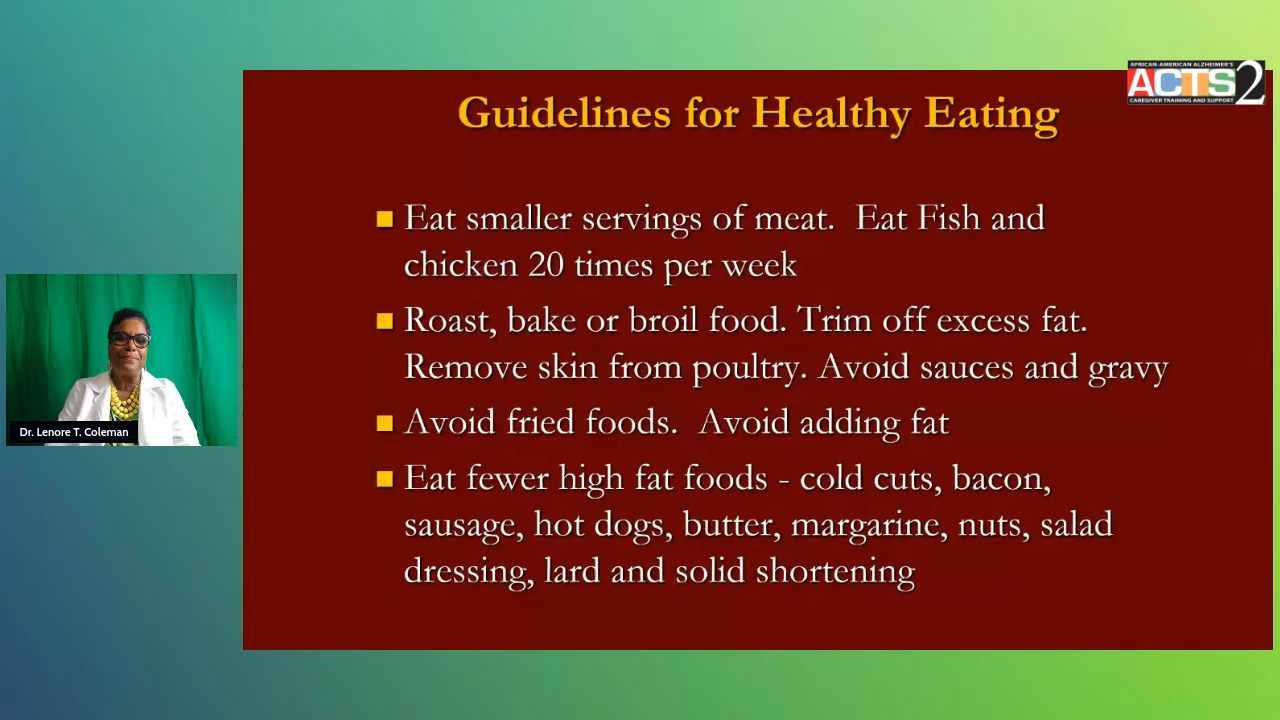 AFRICAN-AMERICAN ALZHEIMER'S
ACTS2
CAREGIVER TRAINING AND SUPPORT
Guidelines for Healthy Eating
Eat smaller servings of meat.  Eat Fish and
chicken 20 times per week
Roast, bake or broil food. Trim off excess fat.
Remove skin from poultry. Avoid sauces and gravy
Avoid fried foods.  Avoid adding fat
Eat fewer high fat foods - cold cuts, bacon,
sausage, hot dogs, butter, margarine, nuts, salad
dressing, lard and solid shortening
Dr. Lenore T. Coleman